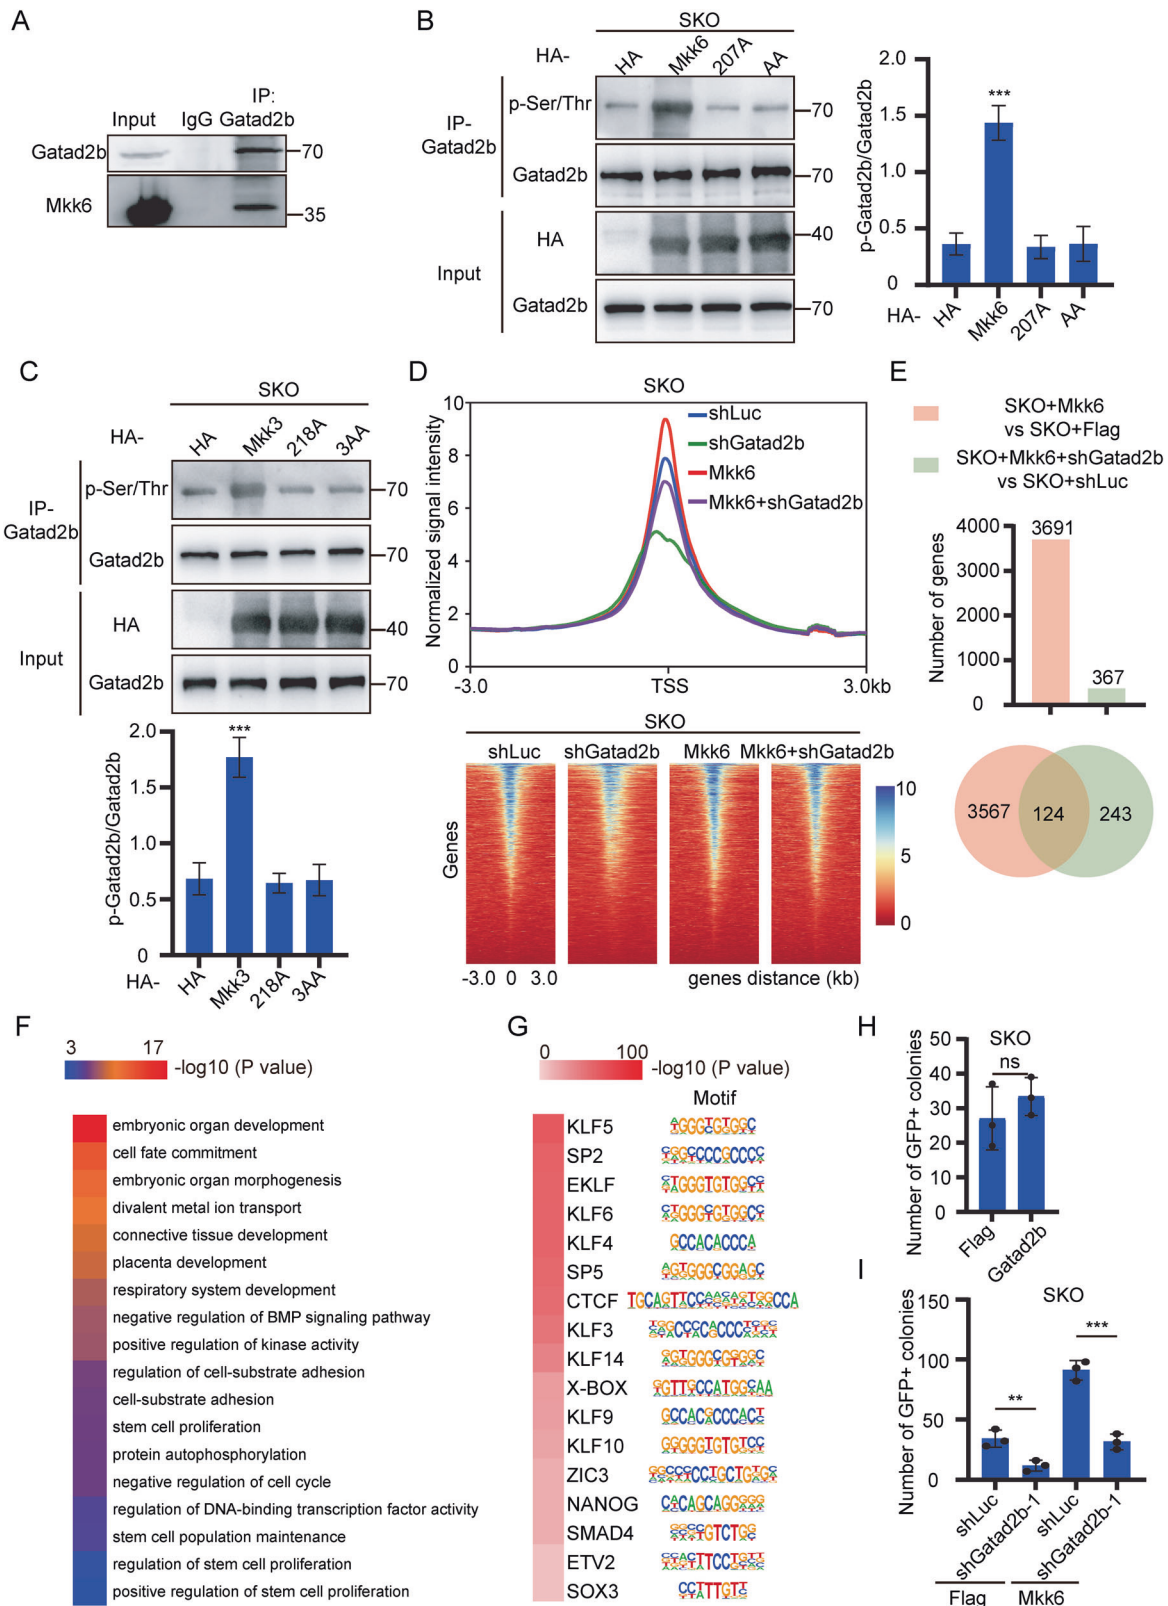 A
Input IgG IP: Gatad2b
Gatad2b
70
Mkk6
35
B
SKO
HA-
HA Mkk6 207A AA
IP-Gatad2b
p-Ser/Thr
70
Gatad2b
70
Input
HA
40
Gatad2b
70
p-Gatad2b/Gatad2b
2.0
1.5
1.0
0.5
0
***
HA- HA Mkk6 207A AA
C
SKO
HA-
HA Mkk3 218A 3AA
IP-Gatad2b
p-Ser/Thr
70
Gatad2b
70
Input
HA
40
Gatad2b
70
p-Gatad2b/Gatad2b
2.0
1.5
1.0
0.5
0
***
HA- HA Mkk3 218A 3AA
D
SKO
Normalized signal intensity
10
8
6
4
2
0
shLuc
shGatad2b
Mkk6
Mkk6+shGatad2b
-3.0 TSS 3.0kb
SKO
shLuc shGatad2b Mkk6 Mkk6+shGatad2b
Genes
10
5
0
-3.0 0 3.0 genes distance (kb)
E
SKO+Mkk6
vs SKO+Flag
SKO+Mkk6+shGatad2b
vs SKO+shLuc
Number of genes
4000
3000
2000
1000
0
3691
367
3567 124 243
F
3 17
-log10 (P value)
embryonic organ development
cell fate commitment
embryonic organ morphogenesis
divalent metal ion transport
connective tissue development
placenta development
respiratory system development
negative regulation of BMP signaling pathway
positive regulation of kinase activity
regulation of cell-substrate adhesion
cell-substrate adhesion
stem cell proliferation
protein autophosphorylation
negative regulation of cell cycle
regulation of DNA-binding transcription factor activity
stem cell population maintenance
regulation of stem cell proliferation
positive regulation of stem cell proliferation
G
0 100
-log10 (P value)
Motif
KLF5
SP2
EKLF
KLF6
KLF4
SP5
CTCF
KLF3
KLF14
X-BOX
KLF9
KLF10
ZIC3
NANOG
SMAD4
ETV2
SOX3
H
Number of GFP+ colonies
50
40
30
20
10
0
SKO
ns
Flag Gatad2b
I
Number of GFP+ colonies
150
100
50
0
SKO
**
***
shLuc shGatad2b-1 shLuc shGatad2b-1
Flag Mkk6